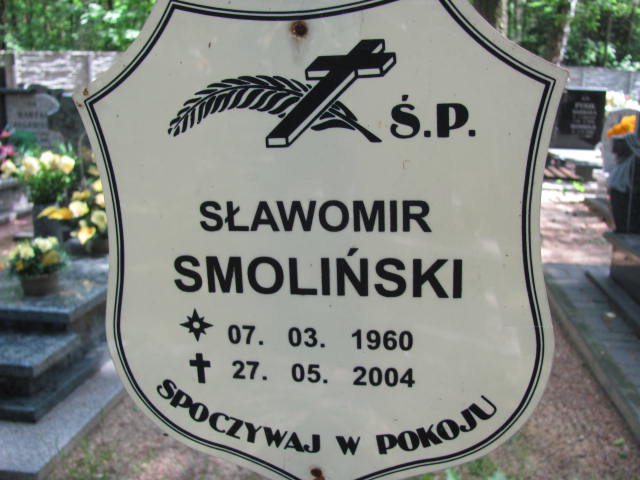 Ś.P.
SŁAWOMIR
SMOLIŃSKI
07. 03. 1960
27. 05. 2004
SPOCZYWAJ W POKOJU